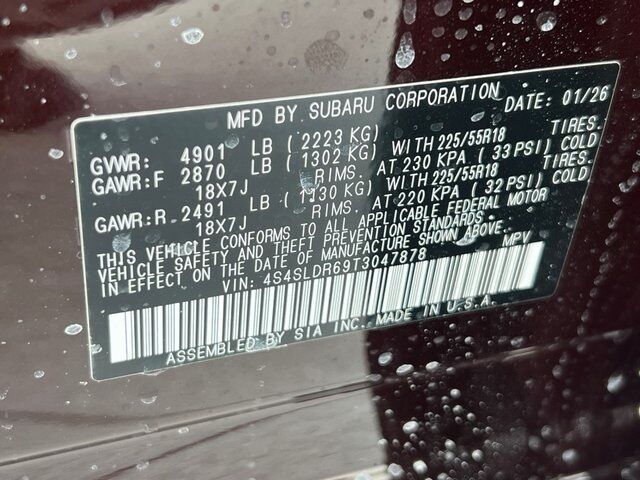 MFD BY SUBARU CORPORATION DATE: 01/26
GVWR: 4901 LB ( 2223 KG)
GAWR:F 2870 LB ( 1302 KG) WITH 225/55R18 TIRES.
18X7J RIMS. AT 230 KPA ( 33 PSI) COLD
GAWR:R 2491 LB ( 1130 KG) WITH 225/55R18 TIRES.
18X7J RIMS. AT 220 KPA ( 32 PSI) COLD.
THIS VEHICLE CONFORMS TO ALL APPLICABLE FEDERAL MOTOR
VEHICLE SAFETY AND THEFT PREVENTION STANDARDS
IN EFFECT ON THE DATE OF MANUFACTURE SHOWN ABOVE.
VIN: 4S4SLDR69T3047878 MPV
ASSEMBLED BY SIA INC., MADE IN U.S.A.